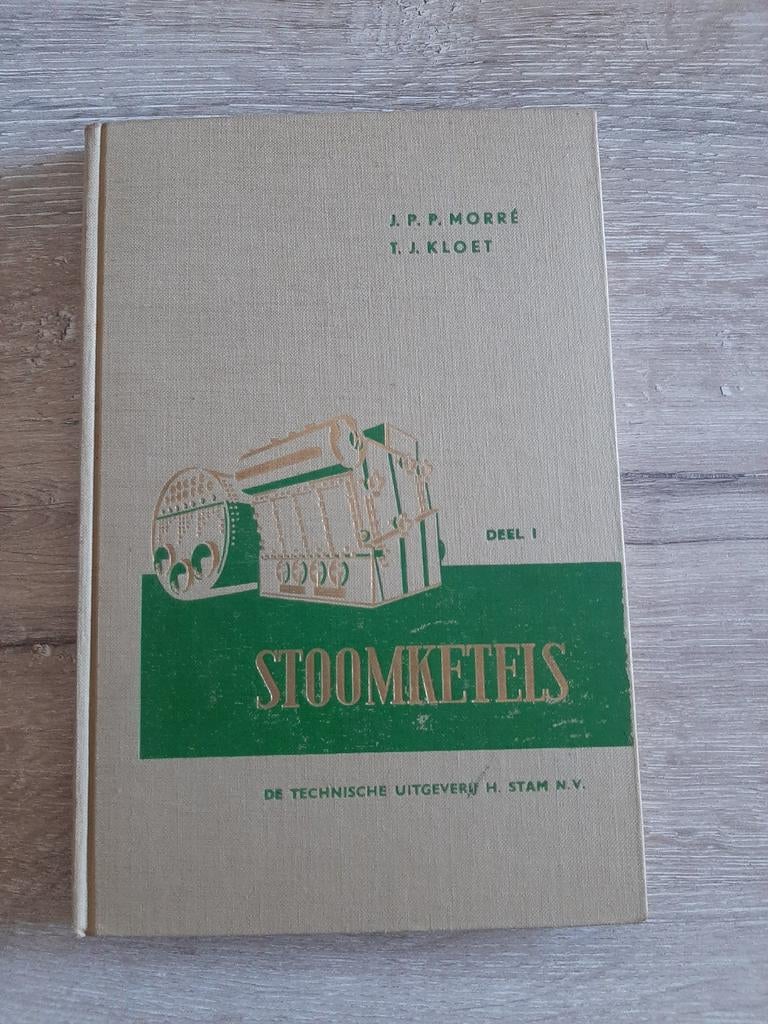 J. P. P. MORRÉ
T. J. KLOET
DEEL I
STOOMKETELS
DE TECHNISCHE UITGEVERIJ H. STAM N.V.